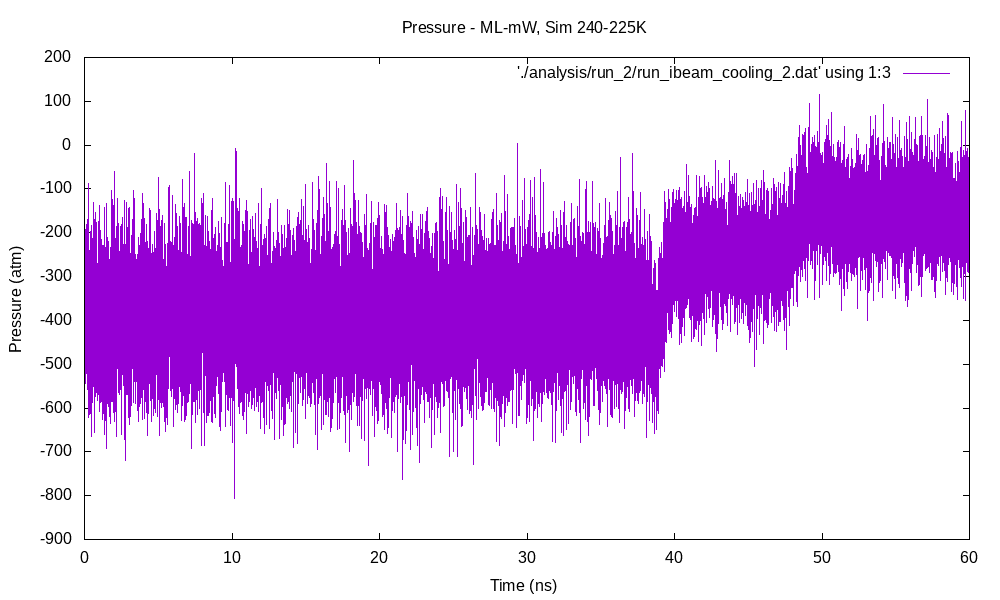 Pressure - ML-mW, Sim 240-225K
'./analysis/run_2/run_ibeam_cooling_2.dat' using 1:3
200
100
0
-100
-200
-300
-400
-500
-600
-700
-800
-900
Pressure (atm)
0 10 20 30 40 50 60
Time (ns)